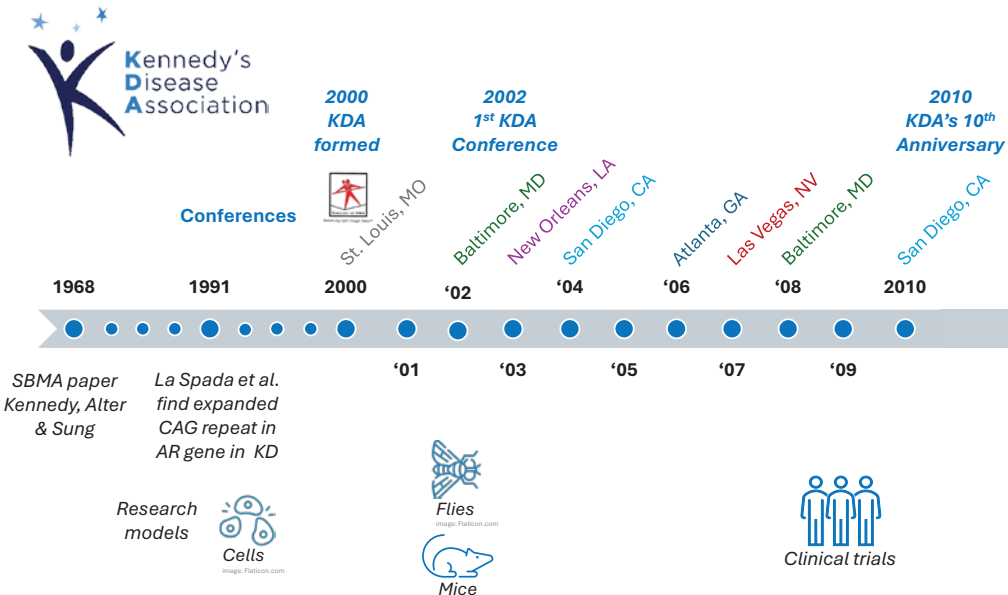 Kennedy's
Disease
Association
2000
KDA
formed
2002
1st KDA
Conference
2010
KDA's 10th
Anniversary
Conferences
St. Louis, MO
Baltimore, MD
New Orleans, LA
San Diego, CA
Atlanta, GA
Las Vegas, NV
Baltimore, MD
San Diego, CA
1968
1991
2000
‘02
‘04
‘06
‘08
2010
‘01
‘03
‘05
‘07
‘09
SBMA paper
Kennedy, Alter
& Sung
La Spada et al.
find expanded
CAG repeat in
AR gene in KD
Research
models
Cells
image: Flaticon.com
Flies
image: Flaticon.com
Mice
Clinical trials